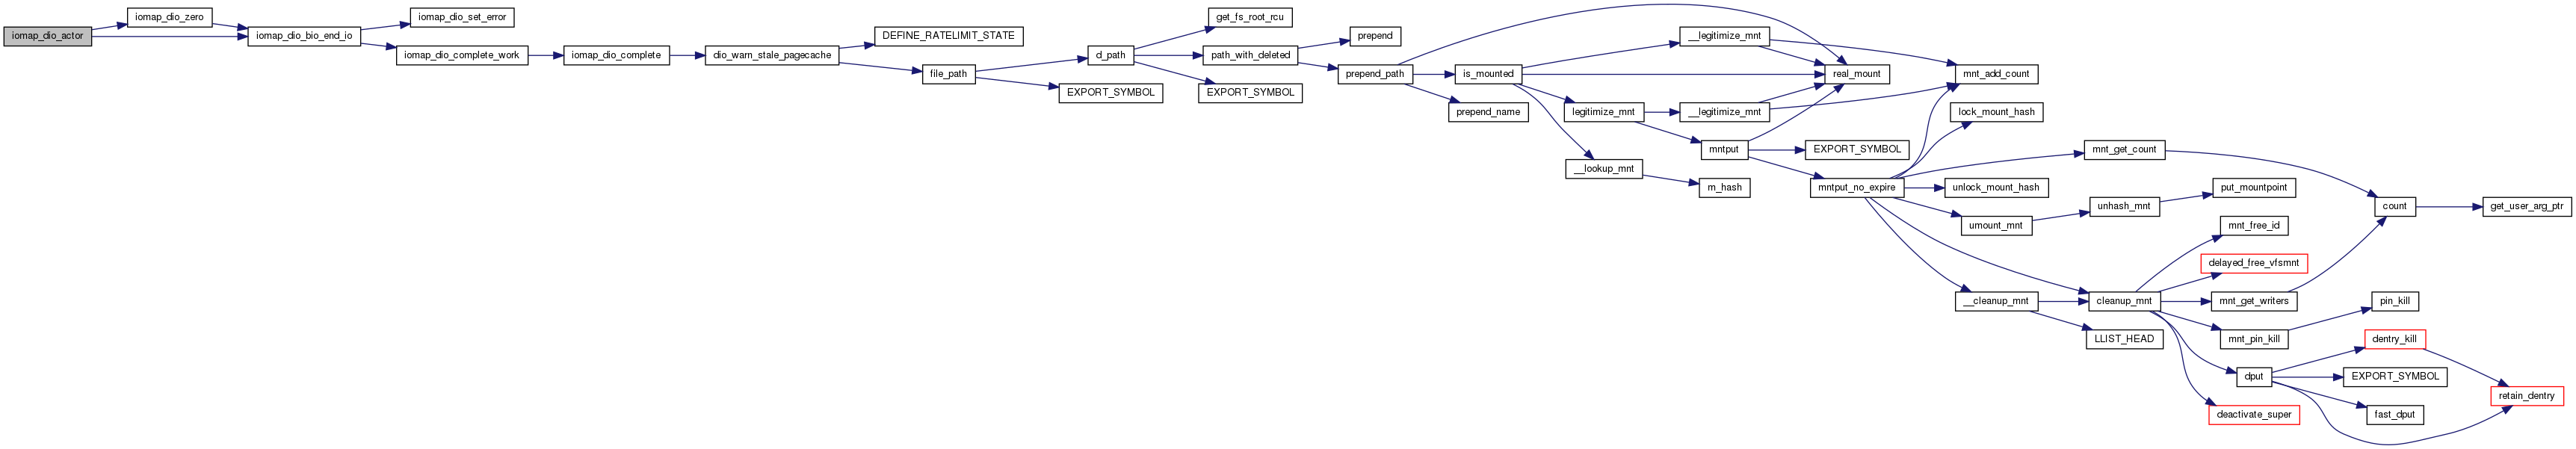 iomap_dio_actor
iomap_dio_zero
iomap_dio_bio_end_io
iomap_dio_set_error
iomap_dio_complete_work
iomap_dio_complete
dio_warn_stale_pagecache
DEFINE_RATELIMIT_STATE
file_path
d_path
EXPORT_SYMBOL
get_fs_root_rcu
path_with_deleted
EXPORT_SYMBOL
prepend
prepend_path
is_mounted
prepend_name
__legitimize_mnt
real_mount
legitimize_mnt
__legitimize_mnt
mntput
__lookup_mnt
m_hash
EXPORT_SYMBOL
mntput_no_expire
mnt_add_count
lock_mount_hash
mnt_get_count
unlock_mount_hash
umount_mnt
unhash_mnt
put_mountpoint
count
get_user_arg_ptr
mnt_free_id
delayed_free_vfsmnt
__cleanup_mnt
cleanup_mnt
mnt_get_writers
LLIST_HEAD
mnt_pin_kill
pin_kill
dput
dentry_kill
EXPORT_SYMBOL
retain_dentry
deactivate_super
fast_dput